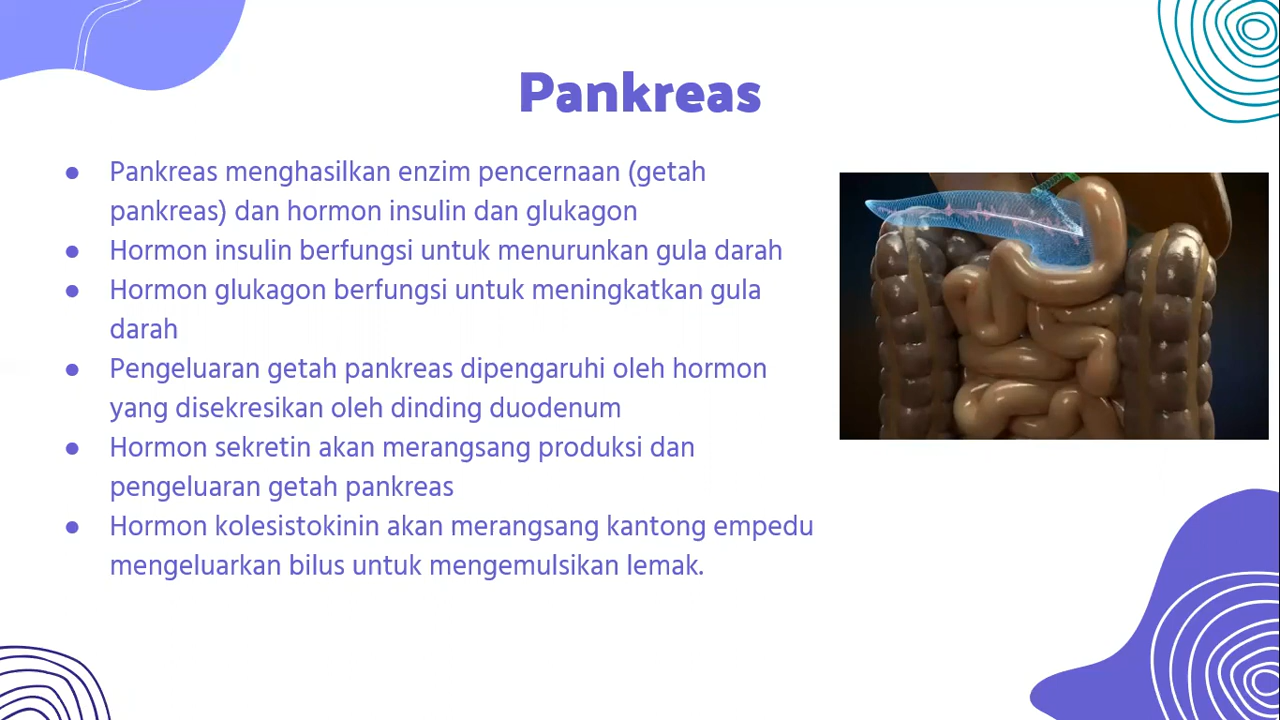 Pankreas
● Pankreas menghasilkan enzim pencernaan (getah
pankreas) dan hormon insulin dan glukagon
● Hormon insulin berfungsi untuk menurunkan gula darah
● Hormon glukagon berfungsi untuk meningkatkan gula
darah
● Pengeluaran getah pankreas dipengaruhi oleh hormon
yang disekresikan oleh dinding duodenum
● Hormon sekretin akan merangsang produksi dan
pengeluaran getah pankreas
● Hormon kolesistokinin akan merangsang kantong empedu
mengeluarkan bilus untuk mengemulsikan lemak.